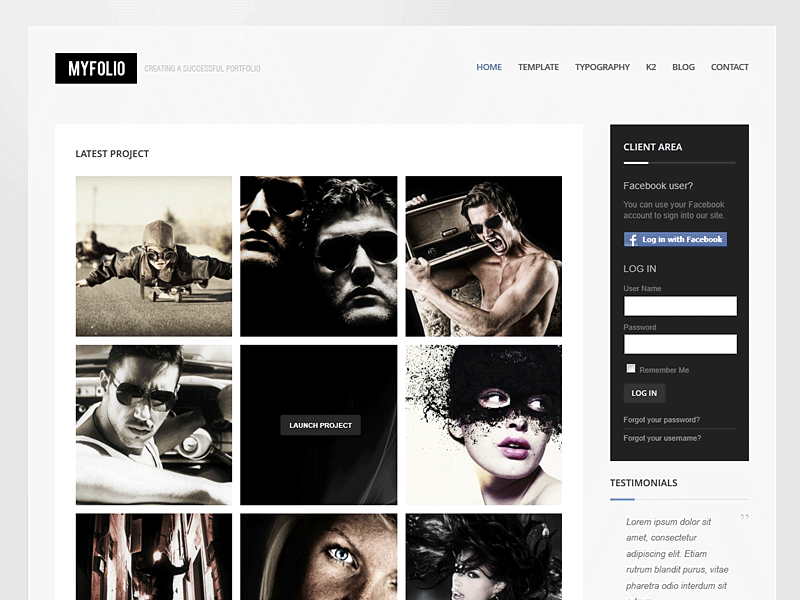 MYFOLIO
CREATING A SUCCESSFUL PORTFOLIO
HOME TEMPLATE TYPOGRAPHY K2 BLOG CONTACT
LATEST PROJECT
LAUNCH PROJECT
CLIENT AREA
Facebook user?
You can use your Facebook
account to sign into our site.
f Log in with Facebook
LOG IN
User Name
Password
Remember Me
LOG IN
Forgot your password?
Forgot your username?
TESTIMONIALS
Lorem ipsum dolor sit
amet, consectetur
adipiscing elit. Etiam
rutrum blandit purus, vitae
pharetra odio interdum sit